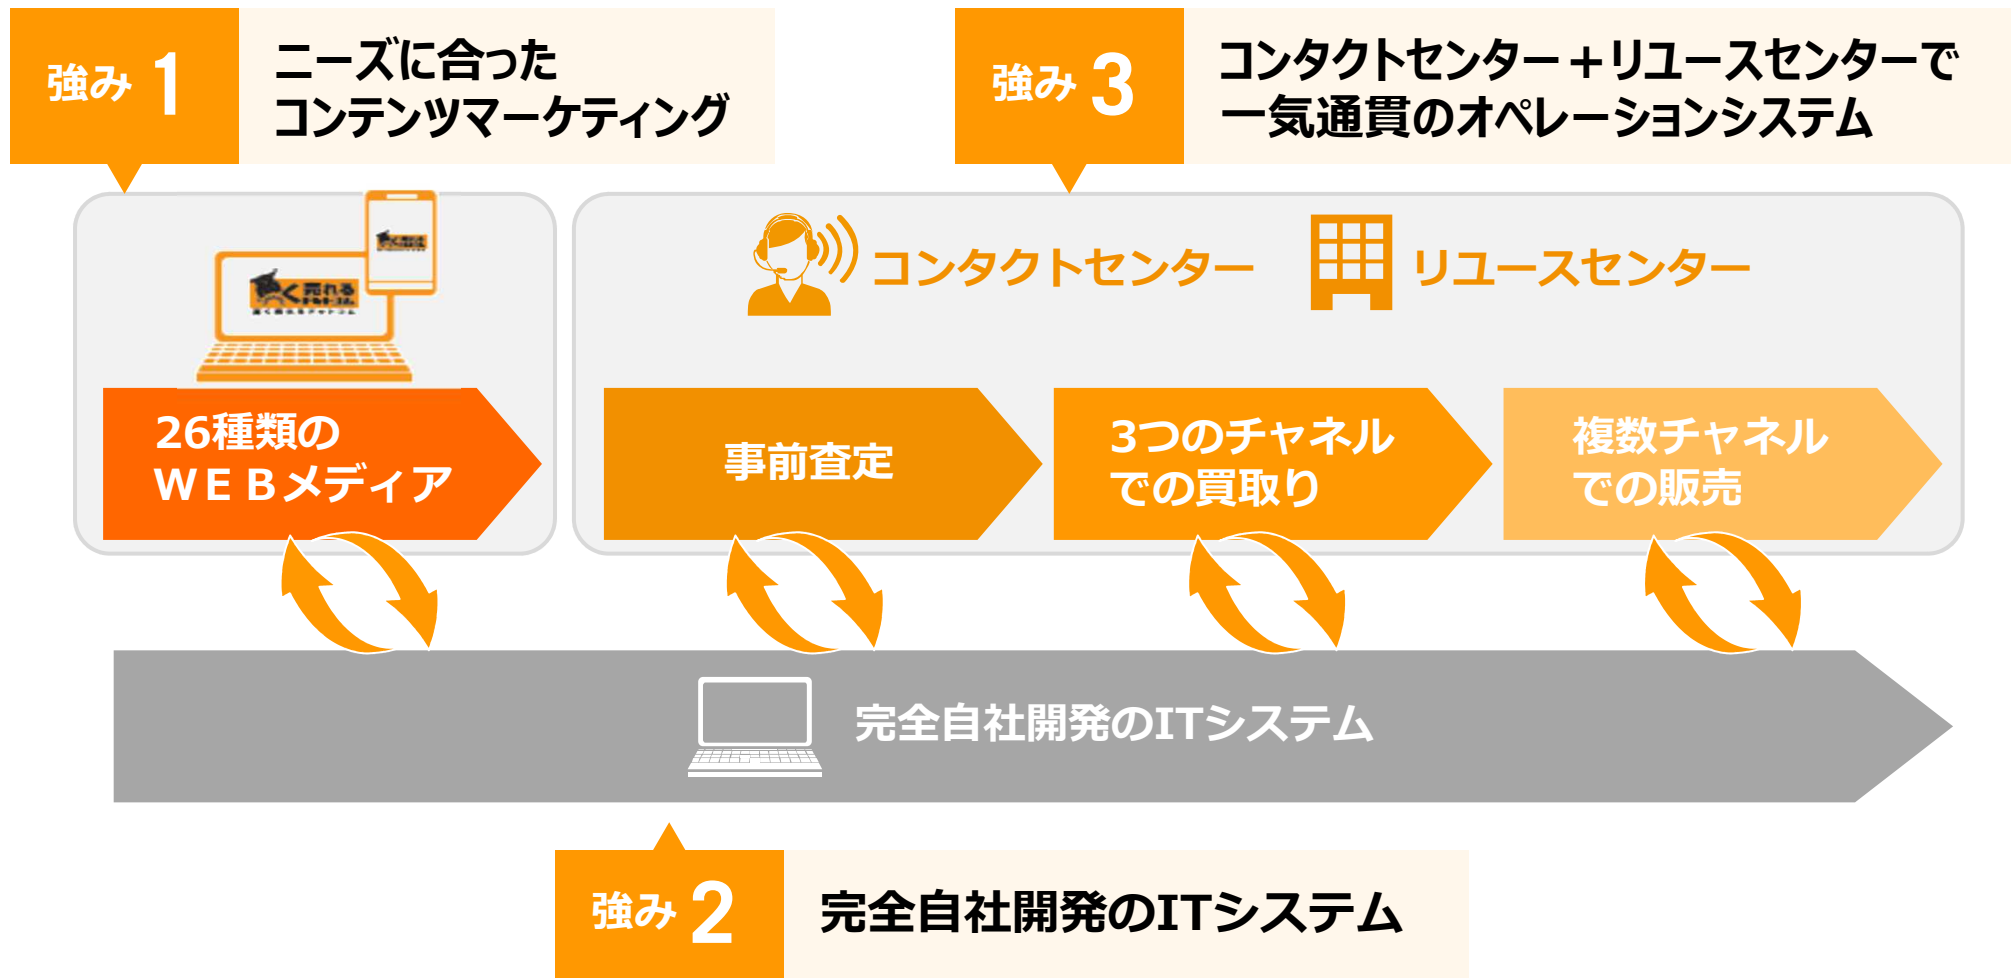 強み 1
ニーズに合った
コンテンツマーケティング
強み 3
コンタクトセンター+リユースセンターで
一気通貫のオペレーションシステム
コンタクトセンター
リユースセンター
26種類の
ＷＥＢメディア
事前査定
3つのチャネル
での買取り
複数チャネル
での販売
完全自社開発のITシステム
強み 2
完全自社開発のITシステム